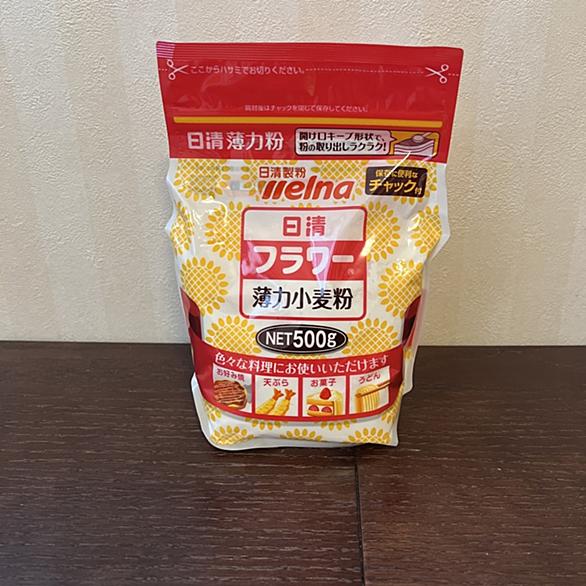 ここからハサミでお切りください。
開封後はチャックを閉じて保存してください。
日清薄力粉
開け口キープ形状で、
粉の取り出しラクラク!
日清製粉
welna
保存に便利な
チャック付
日清
フラワー®
薄力小麦粉
NET500g
色々な料理にお使いいただけます
お好み焼
天ぷら
お菓子
うどん